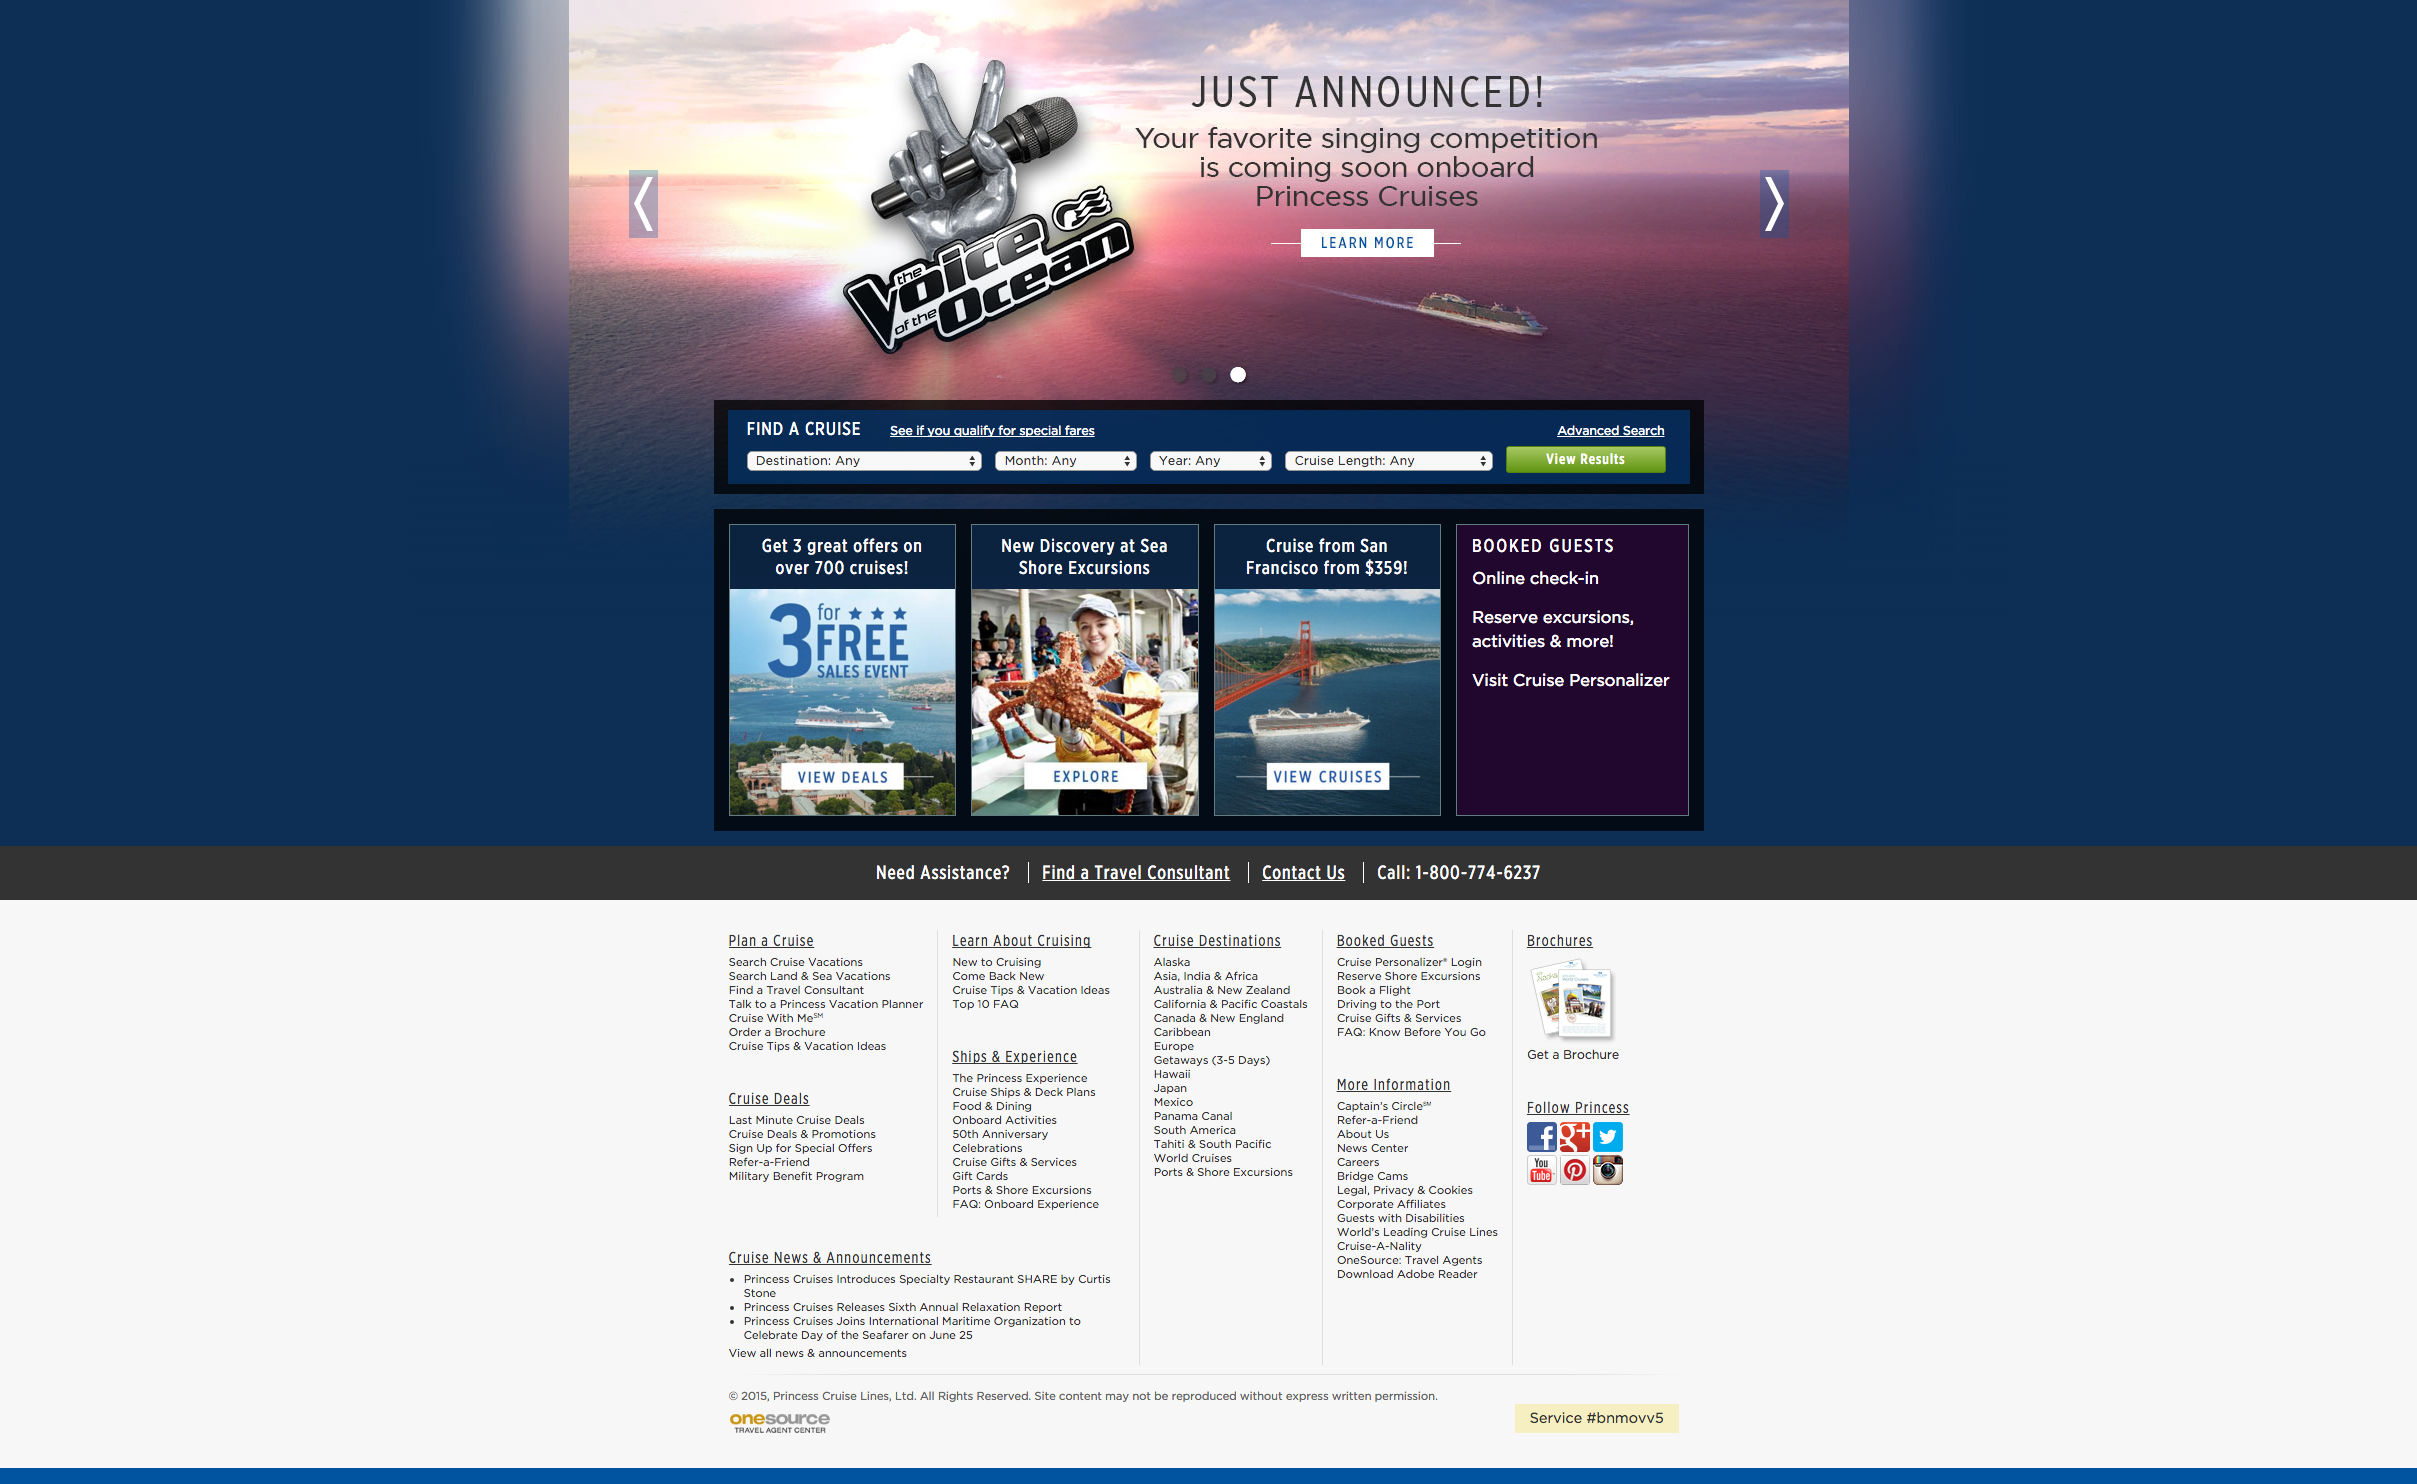 JUST ANNOUNCED!
Your favorite singing competition
is coming soon onboard
Princess Cruises
LEARN MORE
the Voice
of the Ocean
FIND A CRUISE
See if you qualify for special fares
Advanced Search
Destination: Any
Month: Any
Year: Any
Cruise Length: Any
View Results
Get 3 great offers on
over 700 cruises!
3 for
FREE
SALES EVENT
VIEW DEALS
New Discovery at Sea
Shore Excursions
EXPLORE
Cruise from San
Francisco from $359!
VIEW CRUISES
BOOKED GUESTS
Online check-in
Reserve excursions,
activities & more!
Visit Cruise Personalizer
Need Assistance?
Find a Travel Consultant
Contact Us
Call: 1-800-774-6237
Plan a Cruise
Search Cruise Vacations
Search Land & Sea Vacations
Find a Travel Consultant
Talk to a Princess Vacation Planner
Cruise With Me℠
Order a Brochure
Cruise Tips & Vacation Ideas
Cruise Deals
Last Minute Cruise Deals
Cruise Deals & Promotions
Sign Up for Special Offers
Refer-a-Friend
Military Benefit Program
Learn About Cruising
New to Cruising
Come Back New
Cruise Tips & Vacation Ideas
Top 10 FAQ
Ships & Experience
The Princess Experience
Cruise Ships & Deck Plans
Food & Dining
Onboard Activities
50th Anniversary
Celebrations
Cruise Gifts & Services
Gift Cards
Ports & Shore Excursions
FAQ: Onboard Experience
Cruise News & Announcements
• Princess Cruises Introduces Specialty Restaurant SHARE by Curtis
Stone
• Princess Cruises Releases Sixth Annual Relaxation Report
• Princess Cruises Joins International Maritime Organization to
Celebrate Day of the Seafarer on June 25
View all news & announcements
Cruise Destinations
Alaska
Asia, India & Africa
Australia & New Zealand
California & Pacific Coastals
Canada & New England
Caribbean
Europe
Getaways (3-5 Days)
Hawaii
Japan
Mexico
Panama Canal
South America
Tahiti & South Pacific
World Cruises
Ports & Shore Excursions
Booked Guests
Cruise Personalizer® Login
Reserve Shore Excursions
Book a Flight
Driving to the Port
Cruise Gifts & Services
FAQ: Know Before You Go
More Information
Captain's Circle℠
Refer-a-Friend
About Us
News Center
Careers
Bridge Cams
Legal, Privacy & Cookies
Corporate Affiliates
Guests with Disabilities
World's Leading Cruise Lines
Cruise-A-Nality
OneSource: Travel Agents
Download Adobe Reader
Brochures
Get a Brochure
Follow Princess
You
Tube
© 2015, Princess Cruise Lines, Ltd. All Rights Reserved. Site content may not be reproduced without express written permission.
onesource
TRAVEL AGENT CENTER
Service #bnmovv5